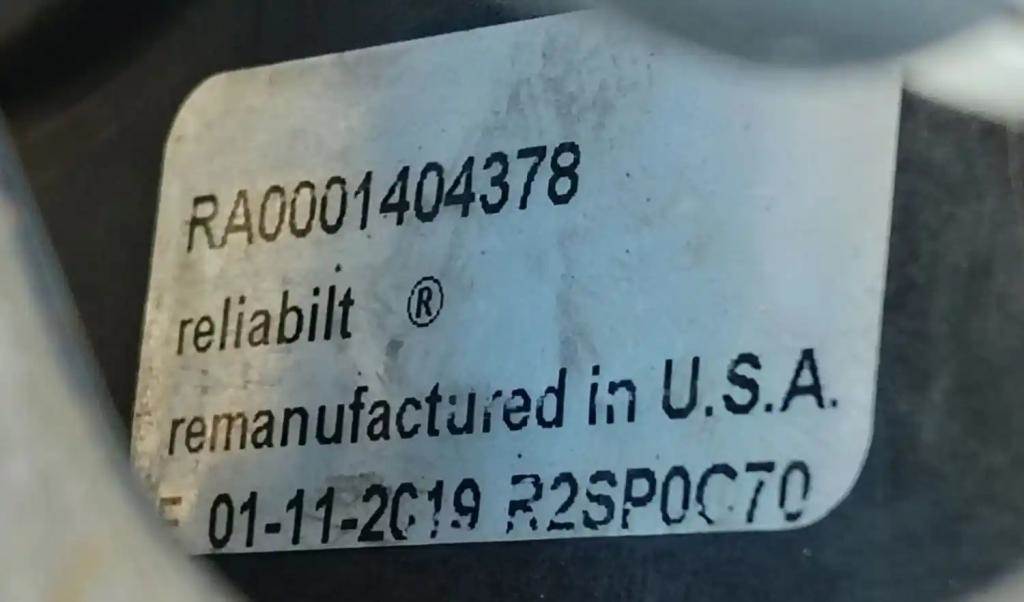 RA0001404378
reliabilt ®
remanufactured in U.S.A.
01-11-2019 R2SP0C70